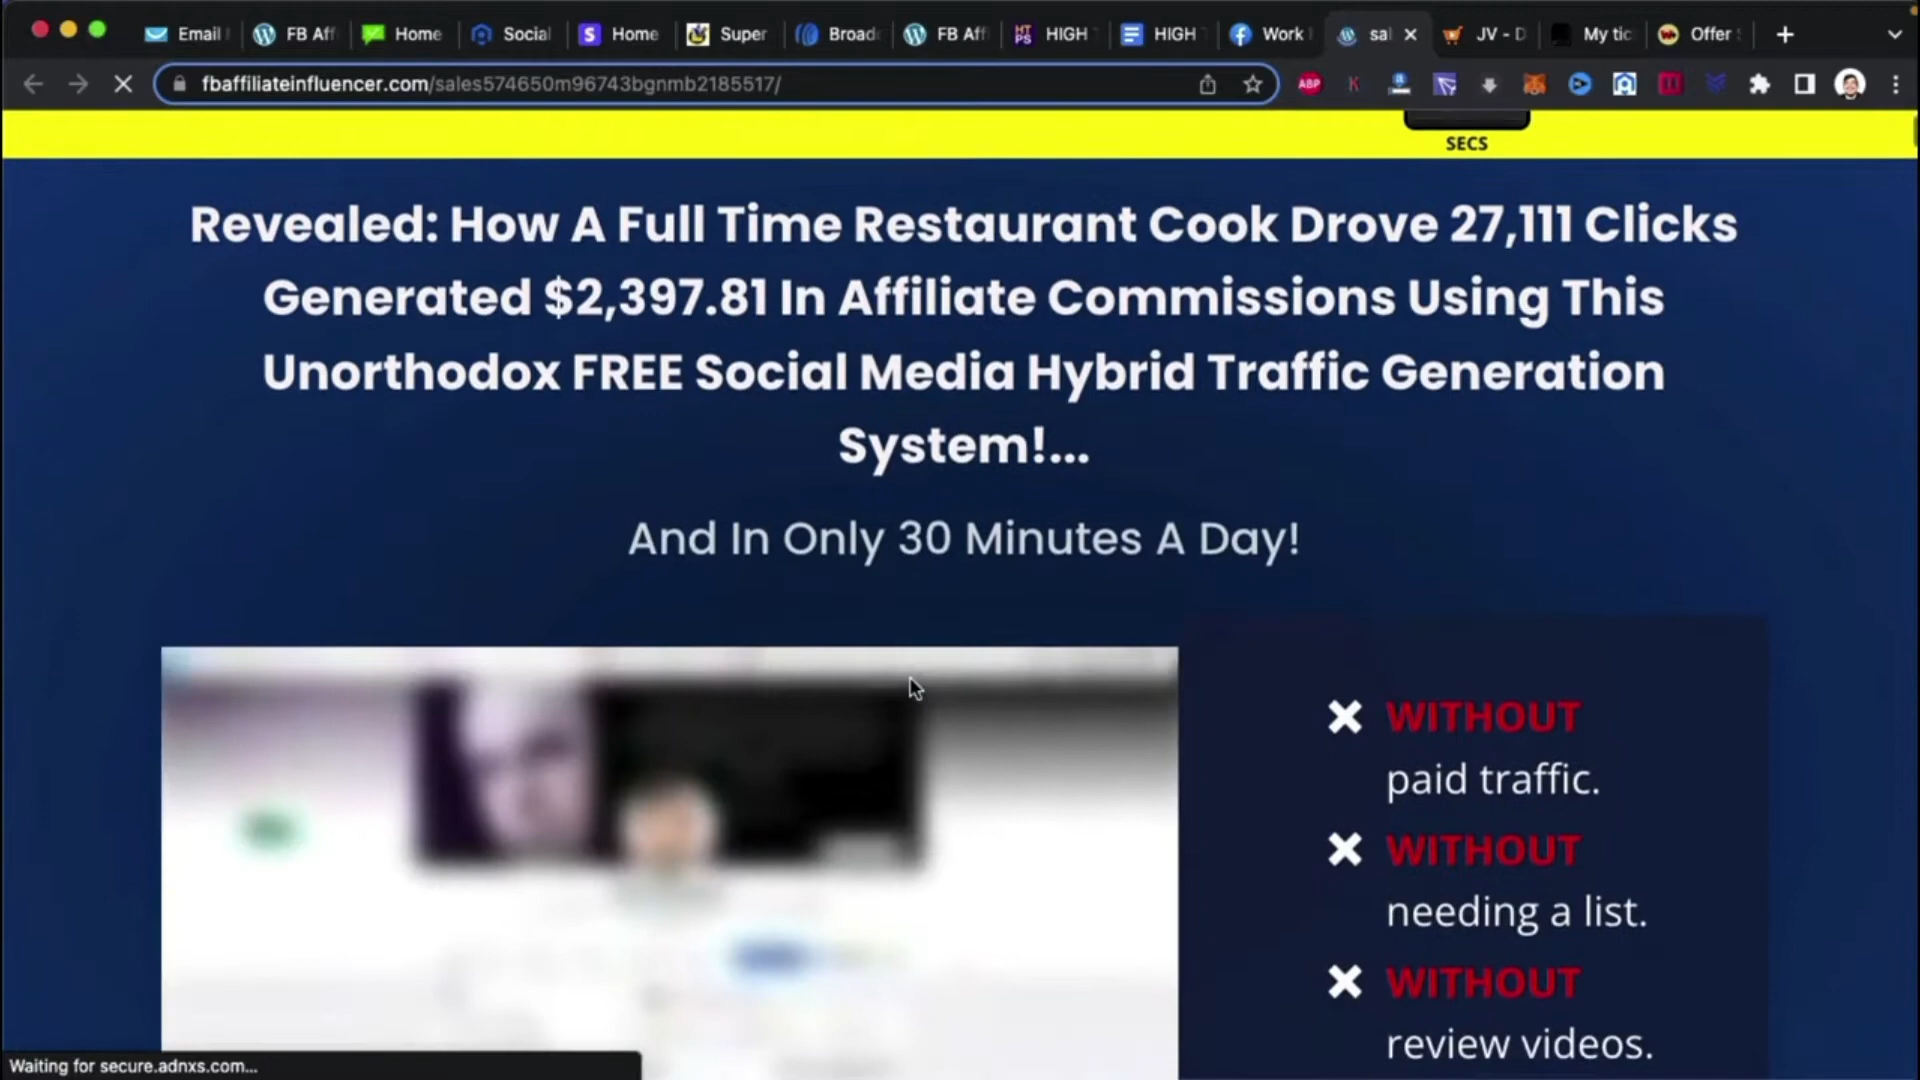 Email
FB Aff
Home
Social
Home
Super
Broad
FB Aff
HIGH
HIGH
Work
sal
JV - D
My tic
Offer
fbaffiliateinfluencer.com/sales574650m96743bgnmb2185517/
ABP
SECS
Revealed: How A Full Time Restaurant Cook Drove 27,111 Clicks
Generated $2,397.81 In Affiliate Commissions Using This
Unorthodox FREE Social Media Hybrid Traffic Generation
System!...
And In Only 30 Minutes A Day!
WITHOUT
paid traffic.
WITHOUT
needing a list.
WITHOUT
review videos.
Waiting for secure.adnxs.com...